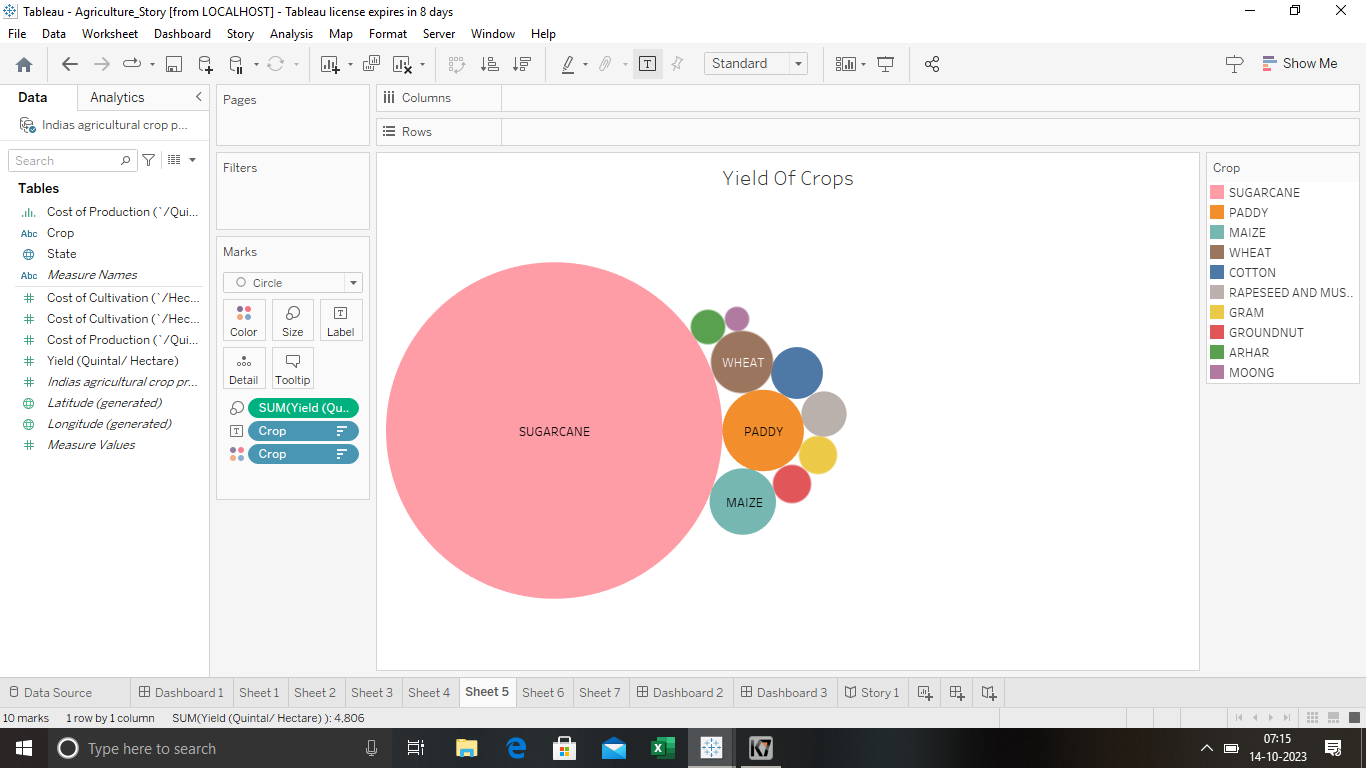 Tableau - Agriculture_Story [from LOCALHOST] - Tableau license expires in 8 days
File Data Worksheet Dashboard Story Analysis Map Format Server Window Help
Standard
Show Me
Data Analytics
Indias agricultural crop p...
Search
Tables
Cost of Production (`/Qui...
Abc Crop
State
Abc Measure Names
Cost of Cultivation (`/Hec...
Cost of Cultivation (`/Hec...
Cost of Production (`/Qui...
Yield (Quintal/ Hectare)
Indias agricultural crop pr...
Latitude (generated)
Longitude (generated)
Measure Values
Pages
Filters
Marks
Circle
Color Size Label
Detail Tooltip
SUM(Yield (Qu..
Crop
Crop
Columns
Rows
Yield Of Crops
SUGARCANE
WHEAT
PADDY
MAIZE
Crop
SUGARCANE
PADDY
MAIZE
WHEAT
COTTON
RAPESEED AND MUS..
GRAM
GROUNDNUT
ARHAR
MOONG
Data Source Dashboard 1 Sheet 1 Sheet 2 Sheet 3 Sheet 4 Sheet 5 Sheet 6 Sheet 7 Dashboard 2 Dashboard 3 Story 1
10 marks 1 row by 1 column SUM(Yield (Quintal/ Hectare) ): 4,806
Type here to search
K7
07:15
14-10-2023